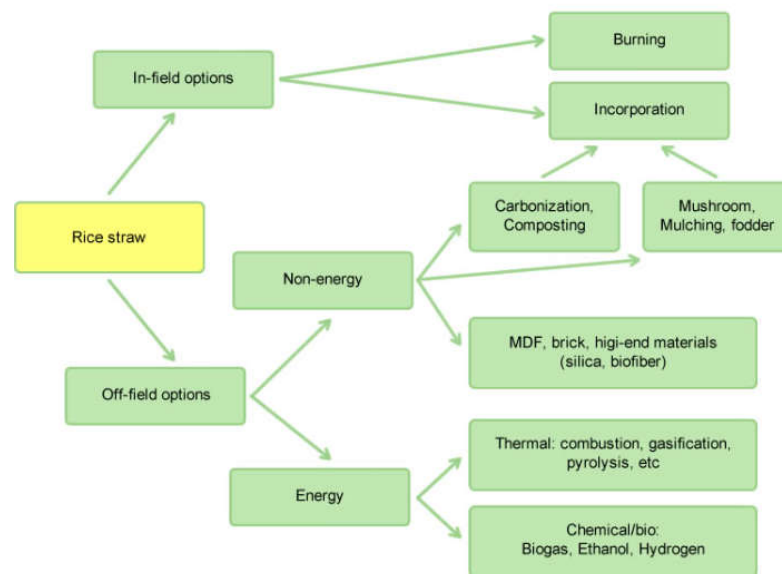 Burning
In-field options
Incorporation
Carbonization,
Composting
Mushroom,
Mulching, fodder
Rice straw
Non-energy
MDF, brick, higi-end materials
(silica, biofiber)
Off-field options
Thermal: combustion, gasification,
pyrolysis, etc
Energy
Chemical/bio:
Biogas, Ethanol, Hydrogen